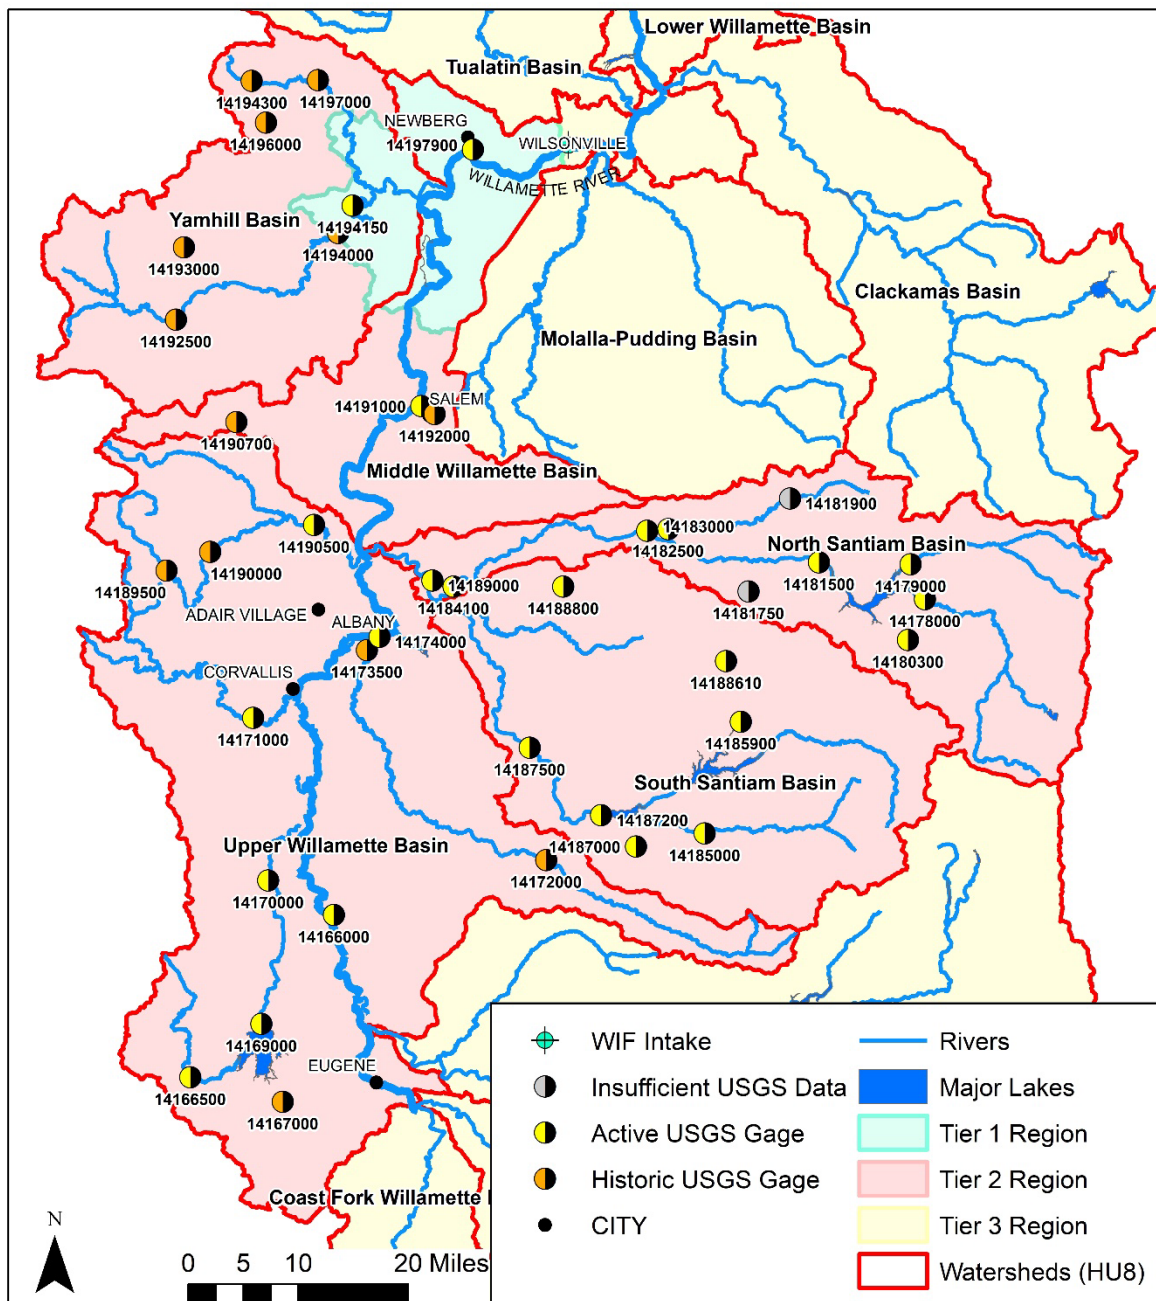 Lower Willamette Basin
Tualatin Basin
14194300
14197000
14196000
NEWBERG
14197900
WILSONVILLE
WILLAMETTE RIVER
Yamhill Basin
14194150
14194000
14193000
14192500
Clackamas Basin
Molalla-Pudding Basin
14191000
SALEM
14192000
14190700
Middle Willamette Basin
14181900
14183000
14182500
North Santiam Basin
14190500
14190000
14189500
14189000
14184100
14188800
14181500
14179000
14181750
14178000
ADAIR VILLAGE
ALBANY
14174000
14173500
14180300
CORVALLIS
14188610
14171000
14185900
14187500
South Santiam Basin
14187200
14187000
14185000
Upper Willamette Basin
14172000
14170000
14166000
14169000
EUGENE
14166500
14167000
Coast Fork Willamette
N
0 5 10 20 Miles
WIF Intake
Insufficient USGS Data
Active USGS Gage
Historic USGS Gage
CITY
Rivers
Major Lakes
Tier 1 Region
Tier 2 Region
Tier 3 Region
Watersheds (HU8)